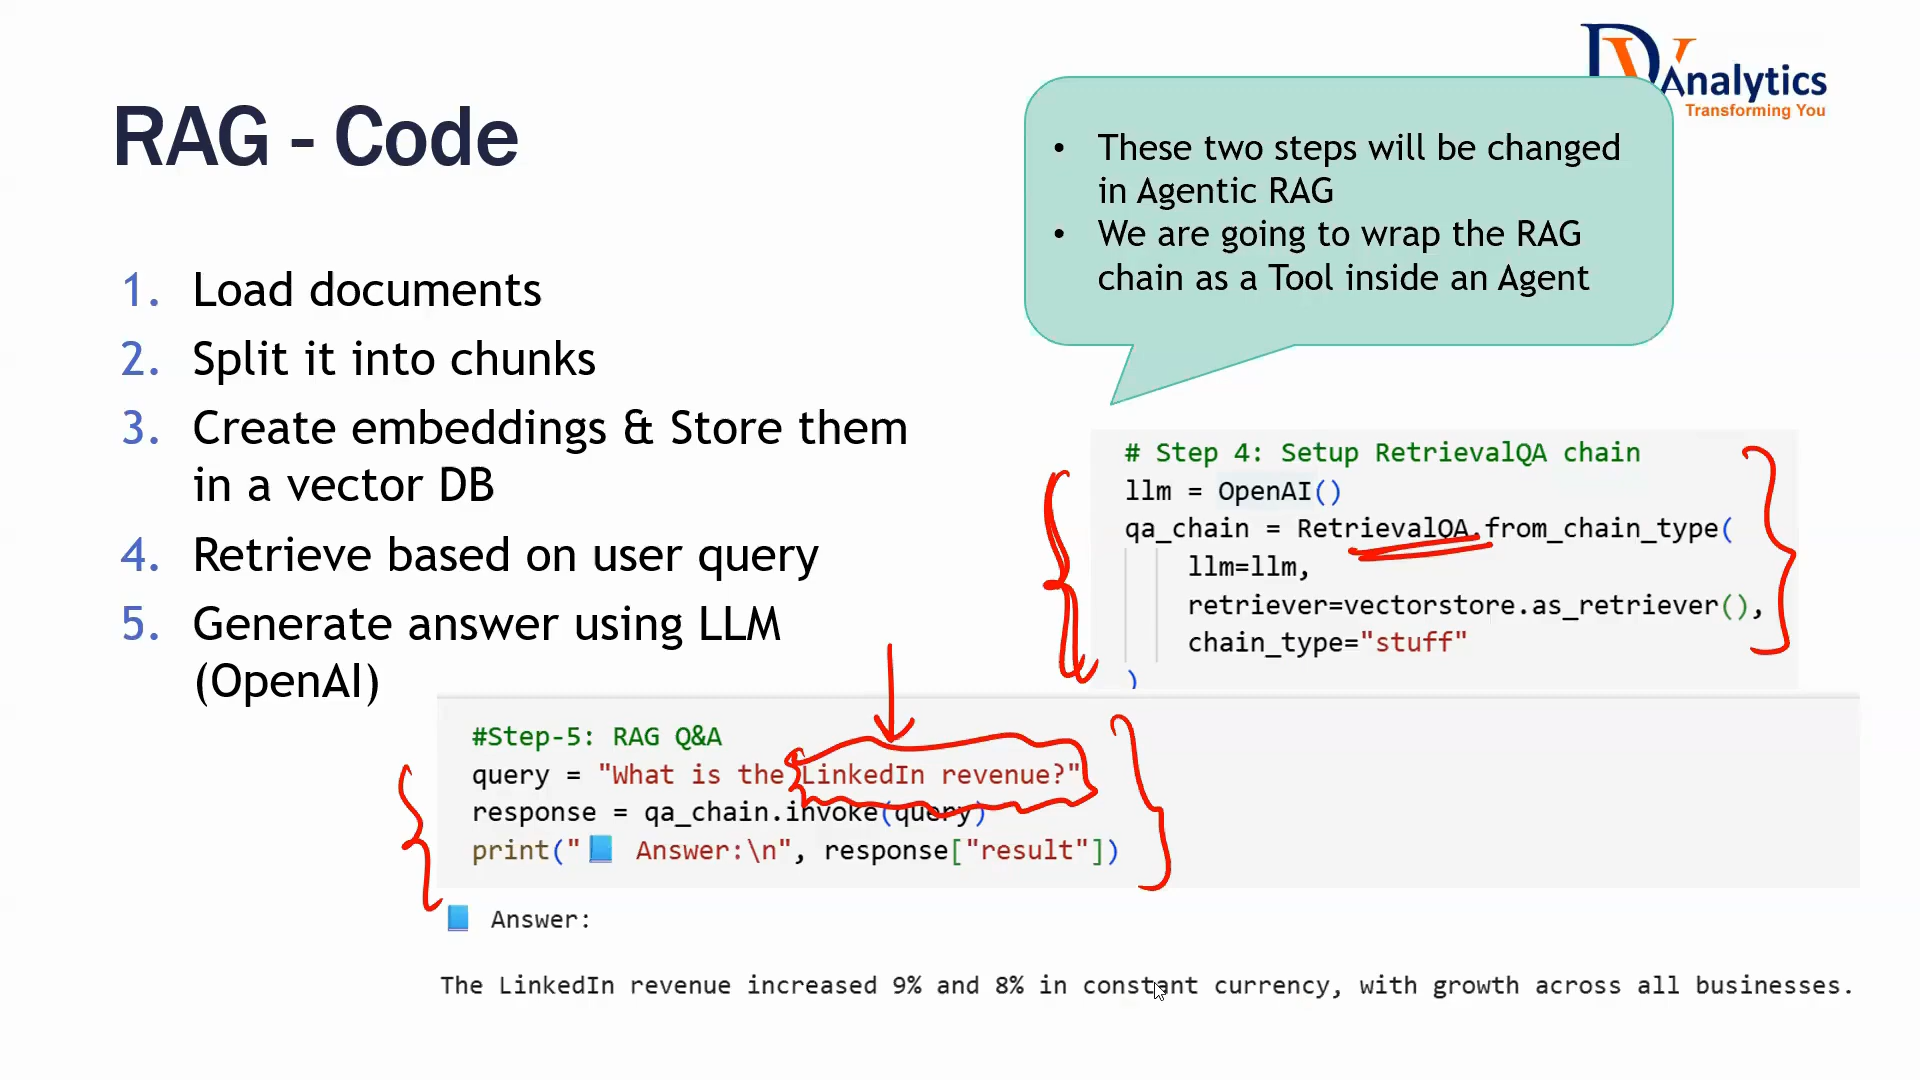 DV Analytics
Transforming You
RAG - Code
• These two steps will be changed
in Agentic RAG
• We are going to wrap the RAG
chain as a Tool inside an Agent
1. Load documents
2. Split it into chunks
3. Create embeddings & Store them
in a vector DB
4. Retrieve based on user query
5. Generate answer using LLM
(OpenAI)
# Step 4: Setup RetrievalQA chain
llm = OpenAI()
qa_chain = RetrievalQA.from_chain_type(
    llm=llm,
    retriever=vectorstore.as_retriever(),
    chain_type="stuff"
)
#Step-5: RAG Q&A
query = "What is the LinkedIn revenue?"
response = qa_chain.invoke(query)
print("📘 Answer:\n", response["result"])
📘 Answer:
The LinkedIn revenue increased 9% and 8% in constant currency, with growth across all businesses.